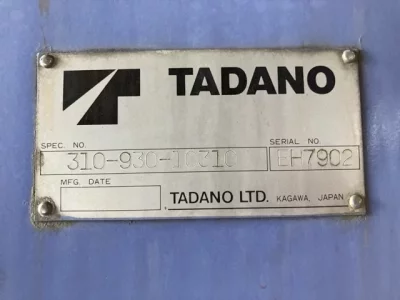 TADANO
SPEC. NO.
310-930-10310
SERIAL NO.
EH7902
MFG. DATE
TADANO LTD. KAGAWA, JAPAN